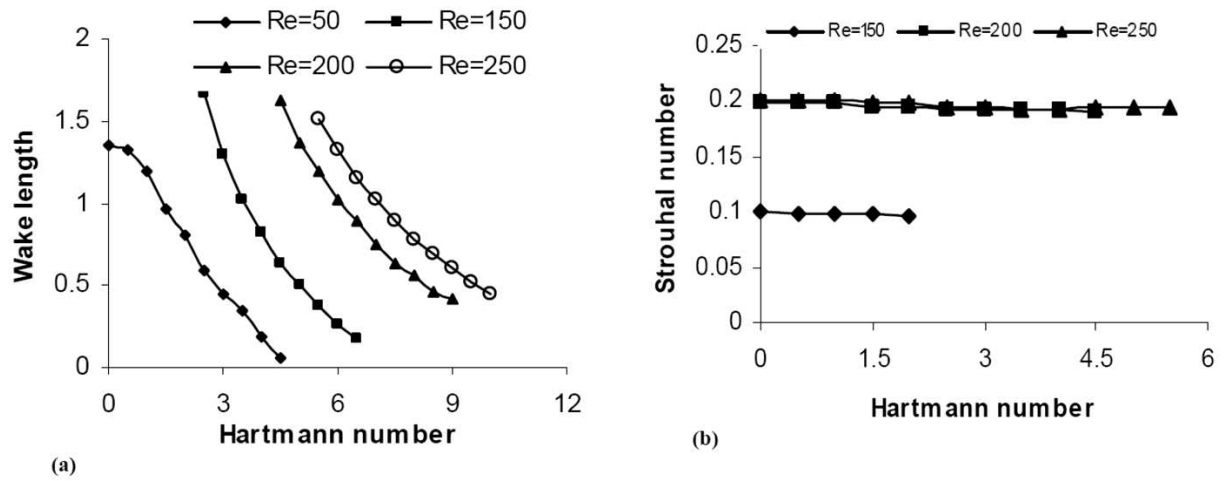 Re=50 Re=150
Re=200 Re=250
2
1.5
1
0.5
0
0 3 6 9 12
Wake length
Hartmann number
(a)
Re=150 Re=200 Re=250
0.25
0.2
0.15
0.1
0.05
0
0 1.5 3 4.5 6
Strouhal number
Hartmann number
(b)